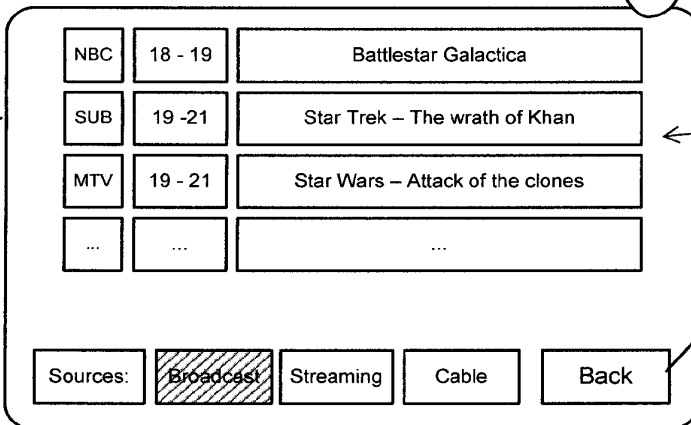 NBC 18 - 19 Battlestar Galactica
SUB 19 -21 Star Trek – The wrath of Khan
MTV 19 - 21 Star Wars – Attack of the clones
... ... ...
Sources: Broadcast Streaming Cable Back